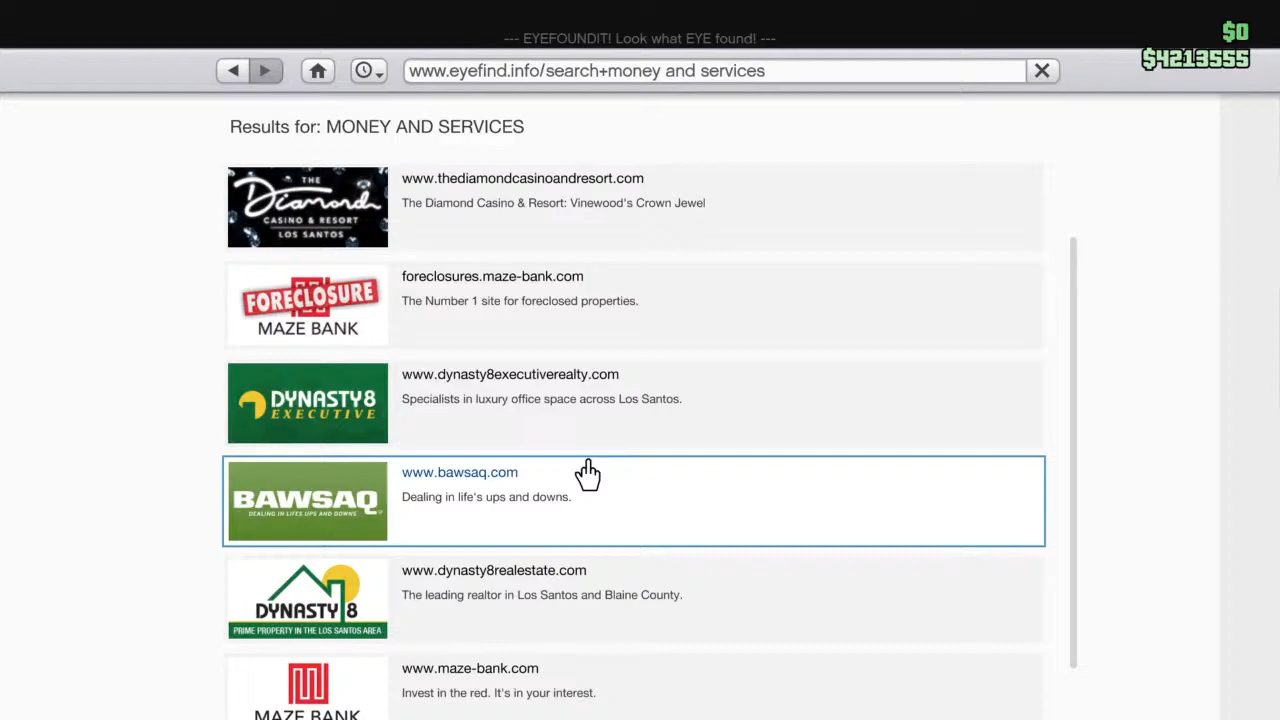 --- EYEFOUNDIT! Look what EYE found! ---
$0
$4213555
www.eyefind.info/search+money and services
Results for: MONEY AND SERVICES
THE
Diamond
CASINO & RESORT
LOS SANTOS
www.thediamondcasinoandresort.com
The Diamond Casino & Resort: Vinewood's Crown Jewel
FORECLOSURE
MAZE BANK
foreclosures.maze-bank.com
The Number 1 site for foreclosed properties.
DYNASTY8
EXECUTIVE
www.dynasty8executiverealty.com
Specialists in luxury office space across Los Santos.
BAWSAQ
DEALING IN LIFE'S UPS AND DOWNS
www.bawsaq.com
Dealing in life's ups and downs.
DYNASTY 8
PRIME PROPERTY IN THE LOS SANTOS AREA
www.dynasty8realestate.com
The leading realtor in Los Santos and Blaine County.
MAZE BANK
www.maze-bank.com
Invest in the red. It's in your interest.